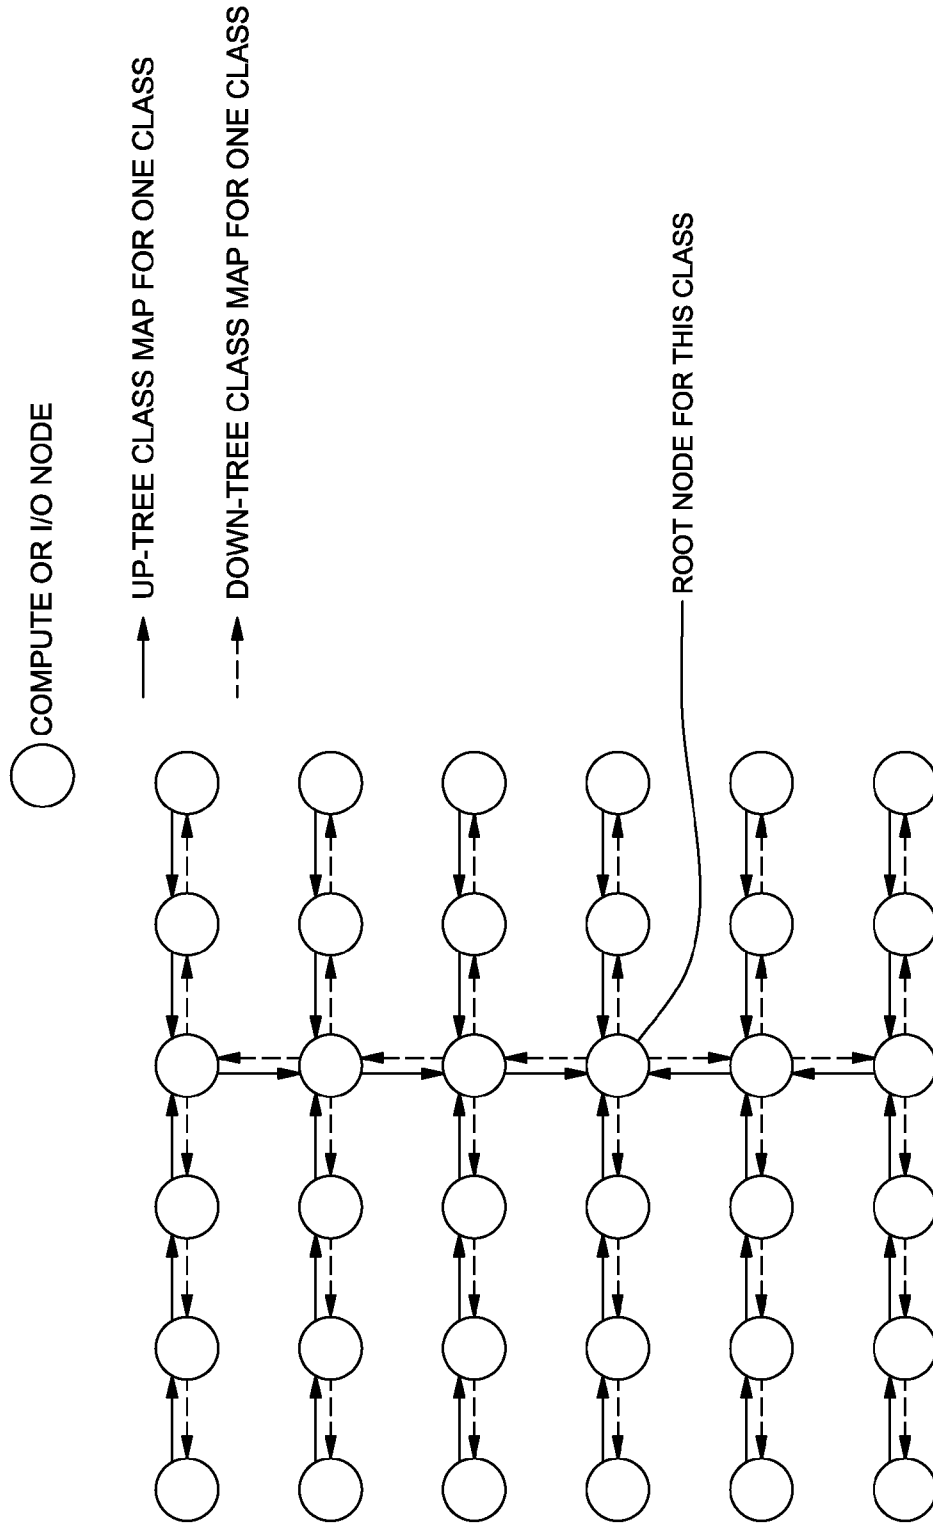 COMPUTE OR I/O NODE
UP-TREE CLASS MAP FOR ONE CLASS
DOWN-TREE CLASS MAP FOR ONE CLASS
ROOT NODE FOR THIS CLASS